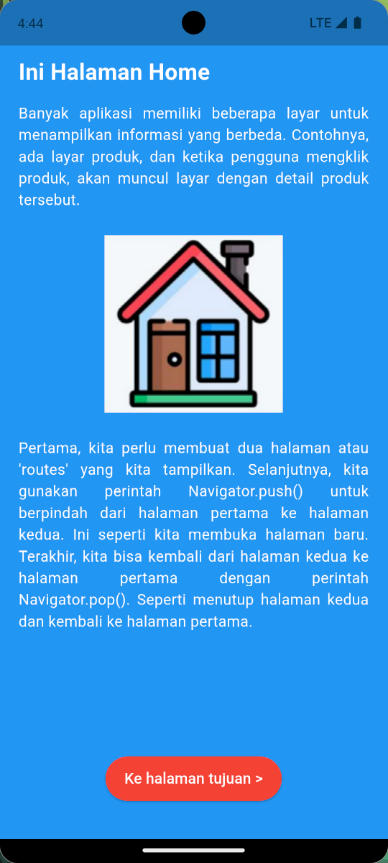 4:44
LTE
Ini Halaman Home
Banyak aplikasi memiliki beberapa layar untuk
menampilkan informasi yang berbeda. Contohnya,
ada layar produk, dan ketika pengguna mengklik
produk, akan muncul layar dengan detail produk
tersebut.
Pertama, kita perlu membuat dua halaman atau
'routes' yang kita tampilkan. Selanjutnya, kita
gunakan perintah Navigator.push() untuk
berpindah dari halaman pertama ke halaman
kedua. Ini seperti kita membuka halaman baru.
Terakhir, kita bisa kembali dari halaman kedua ke
halaman pertama dengan perintah
Navigator.pop(). Seperti menutup halaman kedua
dan kembali ke halaman pertama.
Ke halaman tujuan >